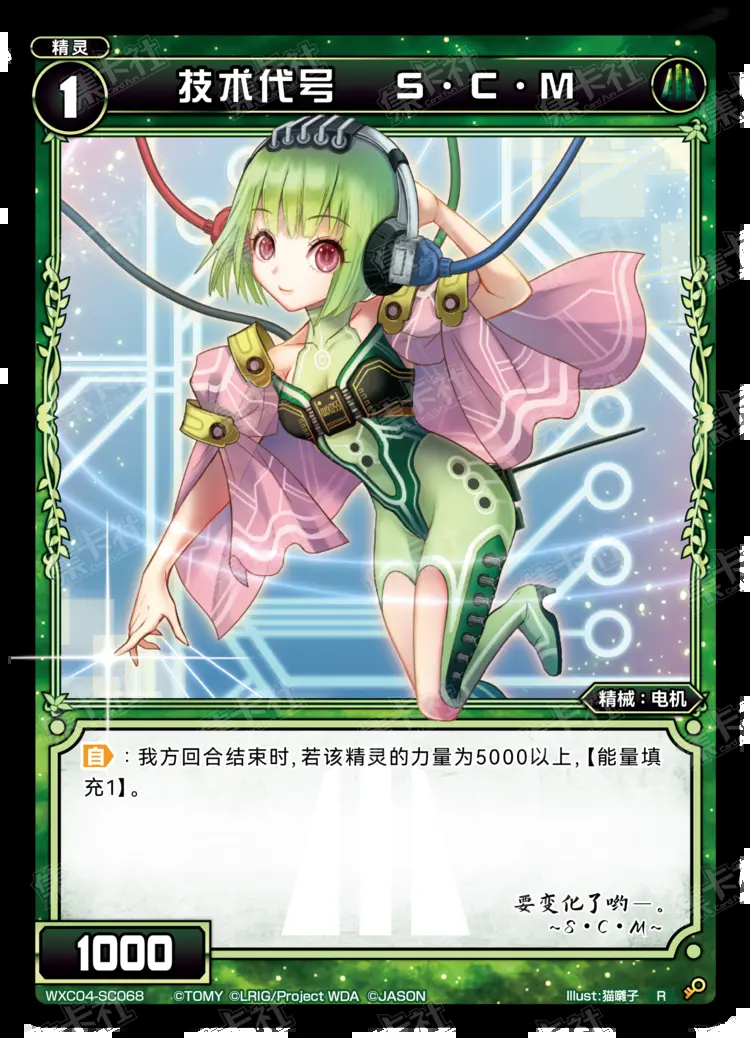 精灵
1
技术代号 S・C・M
精械：电机
自：我方回合结束时，若该精灵的力量为5000以上，【能量填
充1】。
要变化了哟—。
~S・C・M~
1000
WXC04-SC068 ©TOMY ©LRIG/Project WDA ©JASON Illust:猫囃子 R